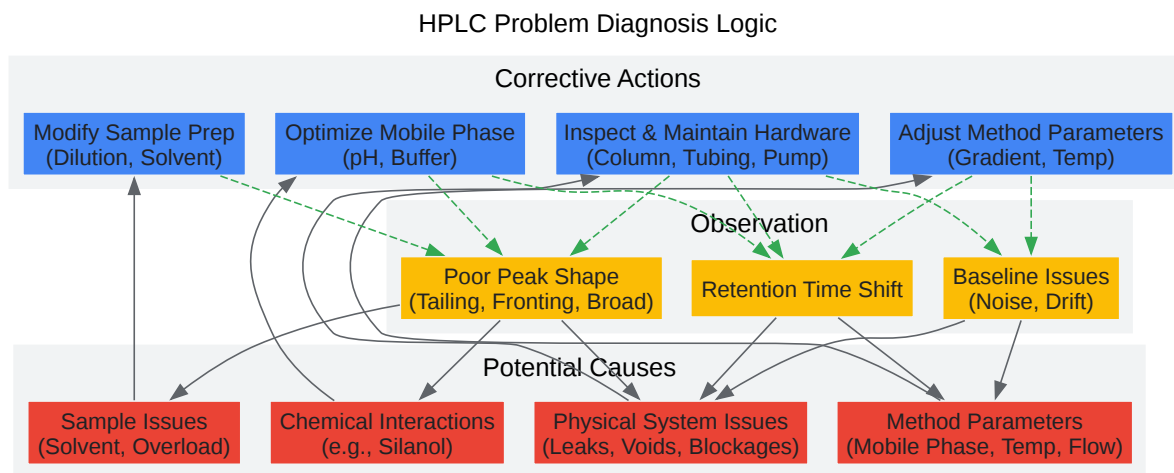 HPLC Problem Diagnosis Logic
Corrective Actions
Modify Sample Prep
(Dilution, Solvent)
Optimize Mobile Phase
(pH, Buffer)
Inspect & Maintain Hardware
(Column, Tubing, Pump)
Adjust Method Parameters
(Gradient, Temp)
Observation
Poor Peak Shape
(Tailing, Fronting, Broad)
Retention Time Shift
Baseline Issues
(Noise, Drift)
Potential Causes
Sample Issues
(Solvent, Overload)
Chemical Interactions
(e.g., Silanol)
Physical System Issues
(Leaks, Voids, Blockages)
Method Parameters
(Mobile Phase, Temp, Flow)